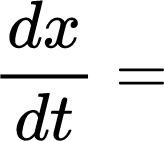 dx/dt =